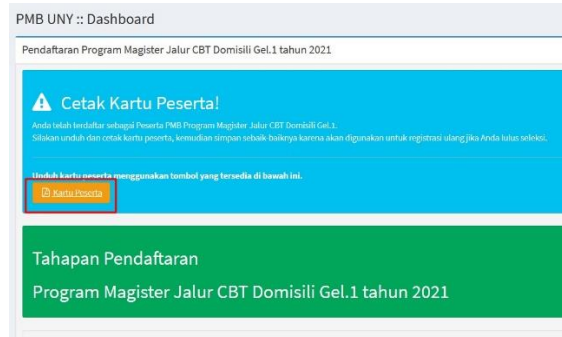 PMB UNY :: Dashboard
Pendaftaran Program Magister Jalur CBT Domisili Gel.1 tahun 2021
Cetak Kartu Peserta!
Anda telah terdaftar sebagai Peserta PMB Program Magister Jalur CBT Domisili Gel.1.
Silakan unduh dan cetak kartu peserta, kemudian simpan sebaik-baiknya karena akan digunakan untuk registrasi ulang jika Anda lulus seleksi.
Unduh kartu peserta menggunakan tombol yang tersedia di bawah ini.
Kartu Peserta
Tahapan Pendaftaran
Program Magister Jalur CBT Domisili Gel.1 tahun 2021